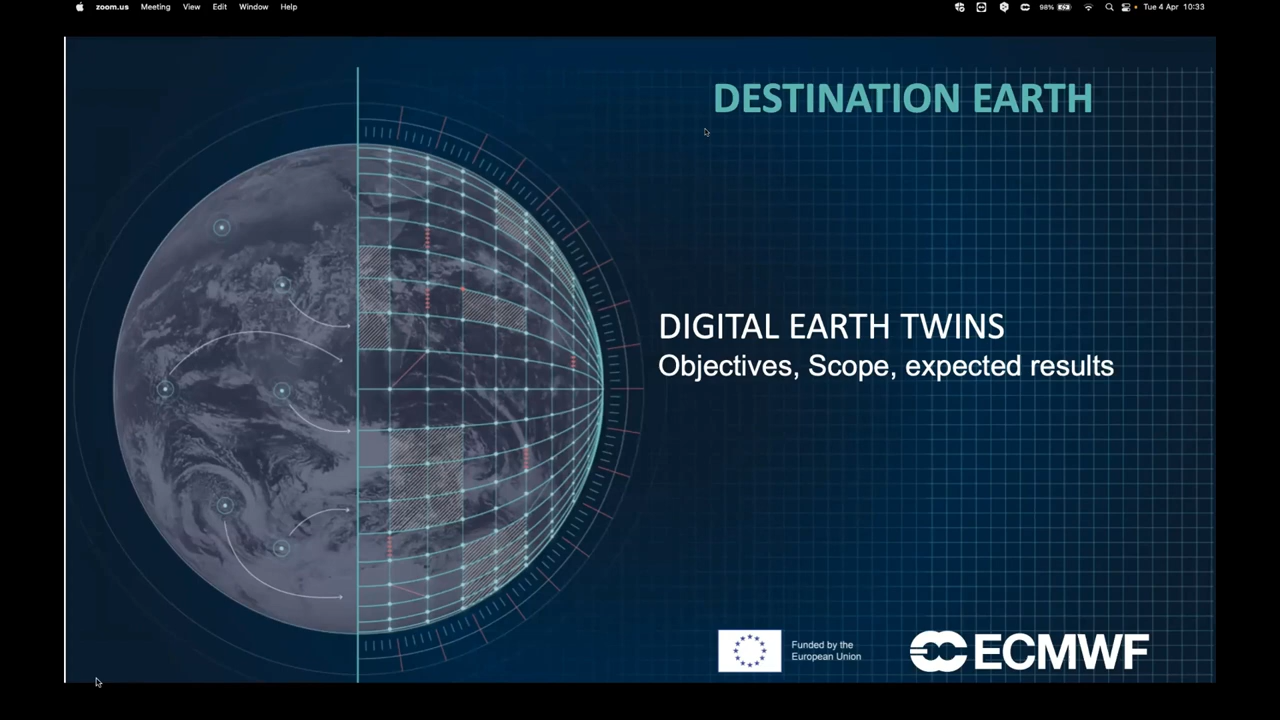 zoom.us Meeting View Edit Window Help 98% Tue 4 Apr 10:33
DESTINATION EARTH
DIGITAL EARTH TWINS
Objectives, Scope, expected results
Funded by the
European Union
ECMWF